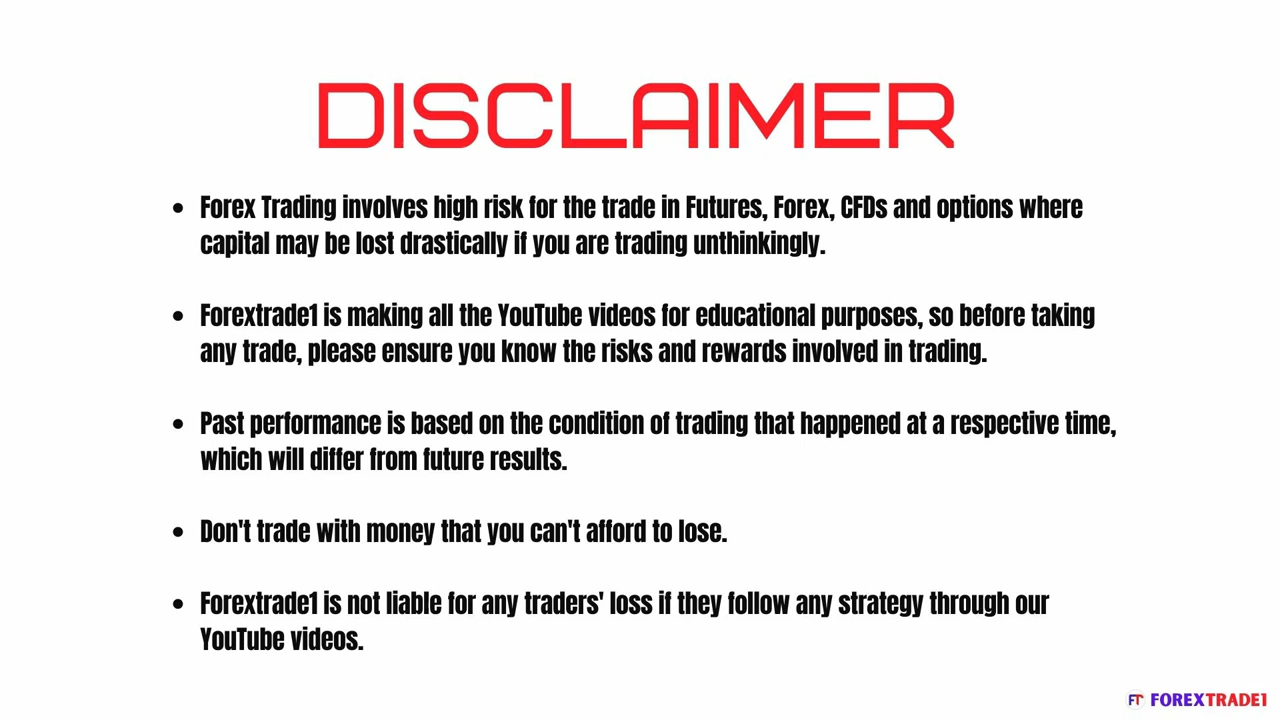 DISCLAIMER
• Forex Trading involves high risk for the trade in Futures, Forex, CFDs and options where
capital may be lost drastically if you are trading unthinkingly.
• Forextrade1 is making all the YouTube videos for educational purposes, so before taking
any trade, please ensure you know the risks and rewards involved in trading.
• Past performance is based on the condition of trading that happened at a respective time,
which will differ from future results.
• Don't trade with money that you can't afford to lose.
• Forextrade1 is not liable for any traders' loss if they follow any strategy through our
YouTube videos.
FT FOREXTRADE1